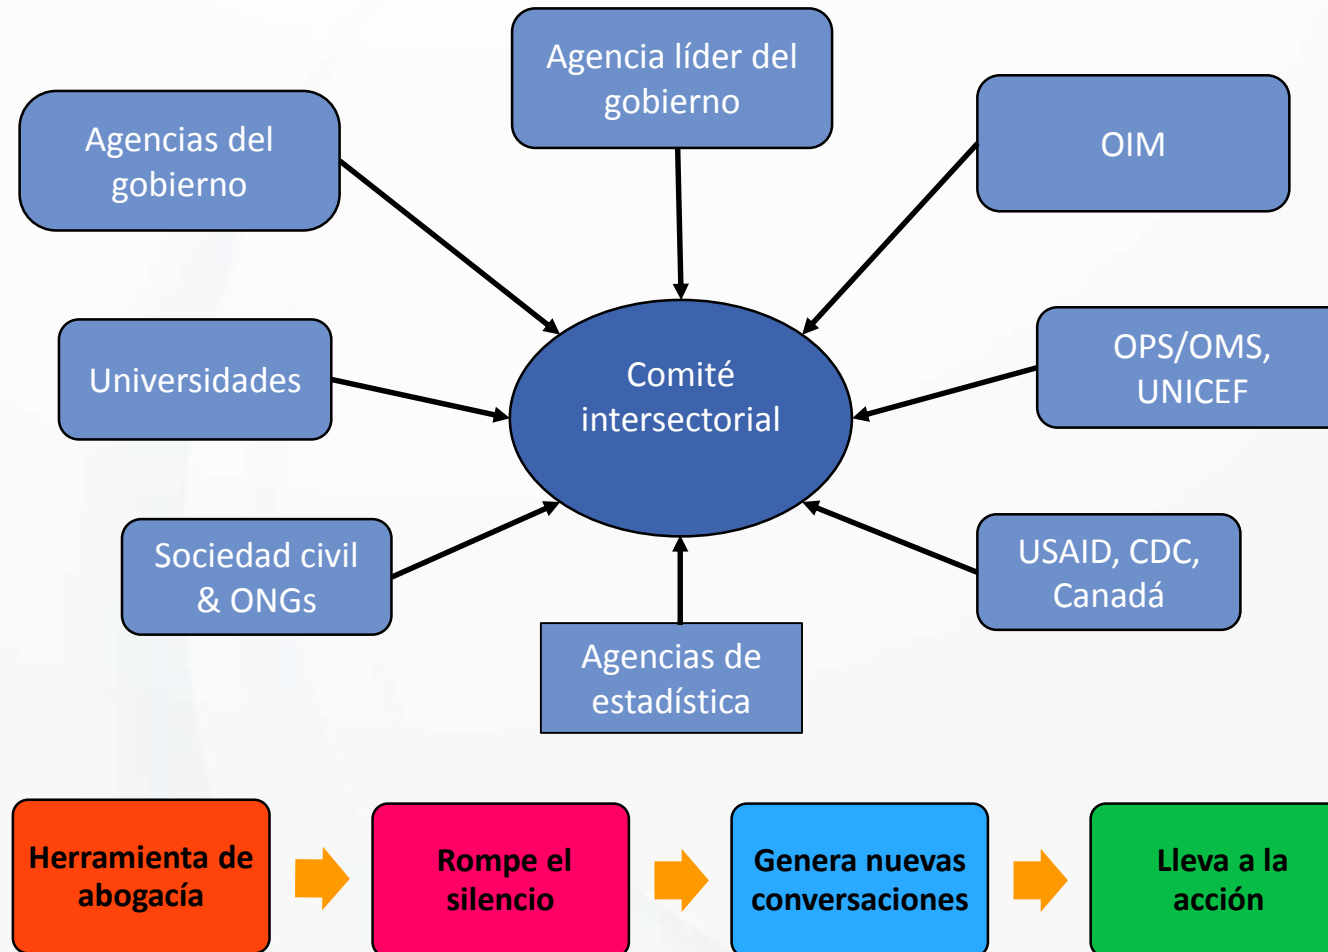 Agencia líder del
gobierno
Agencias del
gobierno
OIM
Universidades
Comité
intersectorial
OPS/OMS,
UNICEF
Sociedad civil
& ONGs
USAID, CDC,
Canadá
Agencias de
estadística
Herramienta de
abogacía
Rompe el
silencio
Genera nuevas
conversaciones
Lleva a la
acción